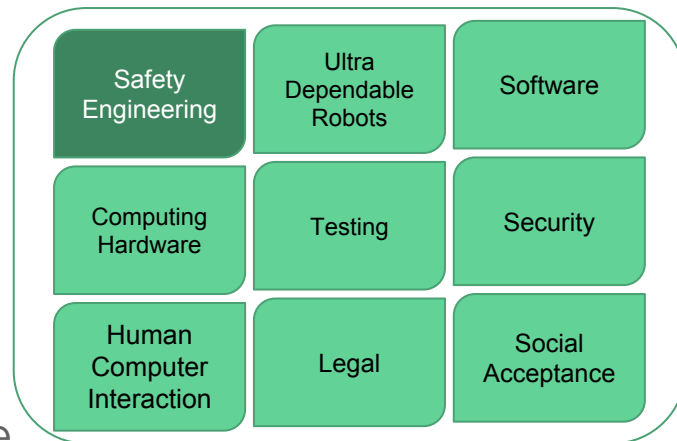 Safety
Engineering
Ultra
Dependable
Robots
Software
Computing
Hardware
Testing
Security
Human
Computer
Interaction
Legal
Social
Acceptance
e